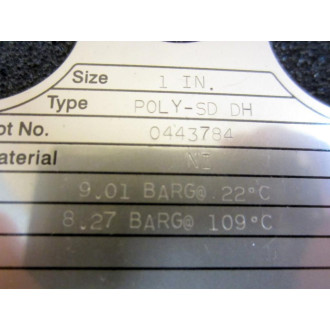 Size 1 IN.
Type POLY-SD DH
ot No. 0443784
aterial NI
9.01 BARG@ 22°C
8.27 BARG@ 109°C